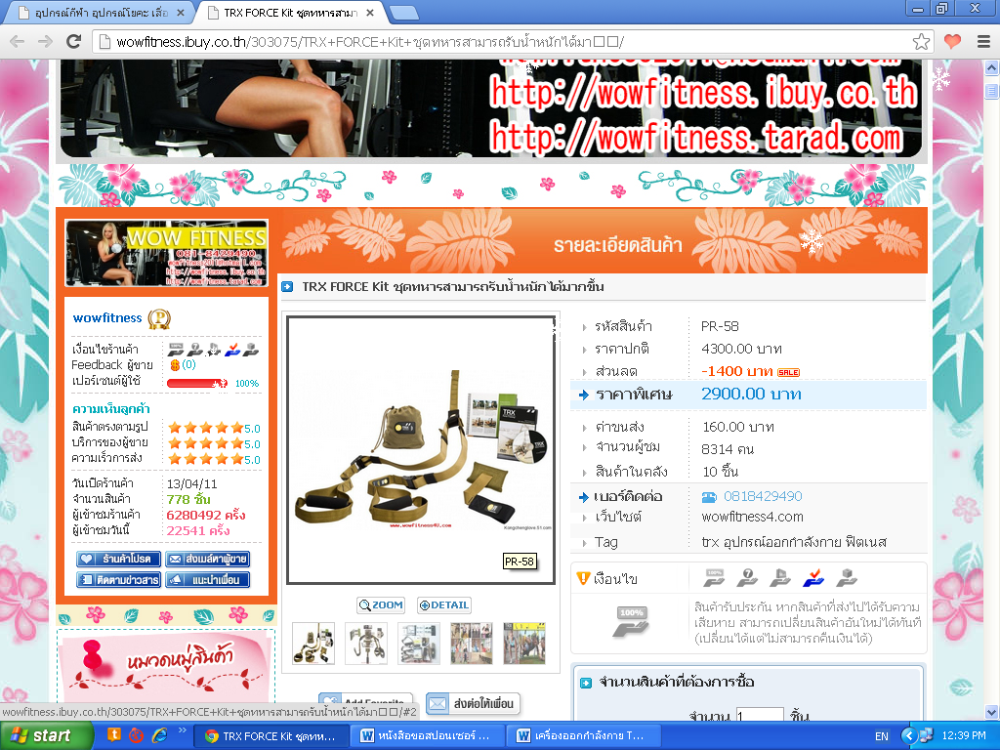 อุปกรณ์กีฬา อุปกรณ์โยคะ เสื่อ
TRX FORCE Kit ชุดทหารสามา
wowfitness.ibuy.co.th/303075/TRX+FORCE+Kit+ชุดทหารสามารถรับน้ำหนักได้มา□□/
http://wowfitness.ibuy.co.th
http://wowfitness.tarad.com
WOW FITNESS
081-8429490
รายละเอียดสินค้า
TRX FORCE Kit ชุดทหารสามารถรับน้ำหนักได้มากขึ้น
wowfitness
เงื่อนไขร้านค้า
Feedback ผู้ขาย (0)
เปอร์เซนต์ผู้ใช้ 100%
ความเห็นลูกค้า
สินค้าตรงตามรูป 5.0
บริการของผู้ขาย 5.0
ความเร็วการส่ง 5.0
วันเปิดร้านค้า 13/04/11
จำนวนสินค้า 778 ชิ้น
ผู้เข้าชมร้านค้า 6280492 ครั้ง
ผู้เข้าชมวันนี้ 22541 ครั้ง
ร้านค้าโปรด
ส่งเมล์หาผู้ขาย
ติดตามข่าวสาร
แนะนำเพื่อน
หมวดหมู่สินค้า
TRX
www.wowfitness4U.com
Kangchenglove.51.com
PR-58
ZOOM
DETAIL
Add Favorite
ส่งต่อให้เพื่อน
รหัสสินค้า PR-58
ราคาปกติ 4300.00 บาท
ส่วนลด -1400 บาท SALE
ราคาพิเศษ 2900.00 บาท
ค่าขนส่ง 160.00 บาท
จำนวนผู้ชม 8314 คน
สินค้าในคลัง 10 ชิ้น
เบอร์ติดต่อ 0818429490
เว็บไซต์ wowfitness4.com
Tag trx อุปกรณ์ออกกำลังกาย ฟิตเนส
เงื่อนไข
100%
สินค้ารับประกัน หากสินค้าที่ส่งไปได้รับความ
เสียหาย สามารถเปลี่ยนสินค้าอันใหม่ได้ทันที
(เปลี่ยนได้แต่ไม่สามารถคืนเงินได้)
จำนวนสินค้าที่ต้องการซื้อ
จำนวน 1 ชิ้น
wowfitness.ibuy.co.th/303075/TRX+FORCE+Kit+ชุดทหารสามารถรับน้ำหนักได้มา□□/#2
start
TRX FORCE Kit ชุดทห...
หนังสือขอสปอนเซอร์ ...
เครื่องออกกำลังกาย T...
EN
12:39 PM